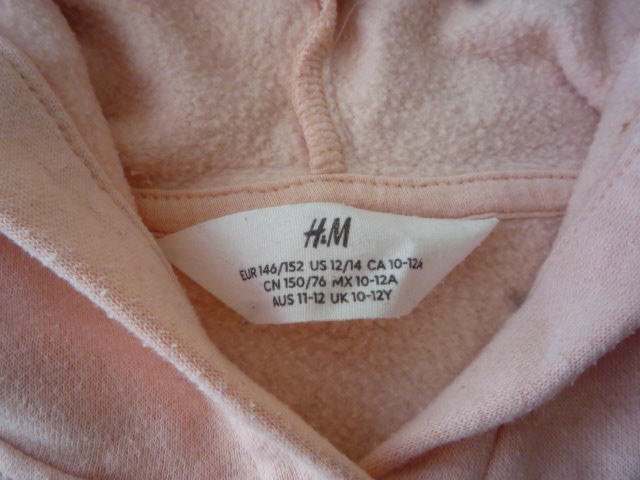 H&M
EUR 146/152 US 12/14 CA 10-12A
CN 150/76 MX 10-12A
AUS 11-12 UK 10-12Y